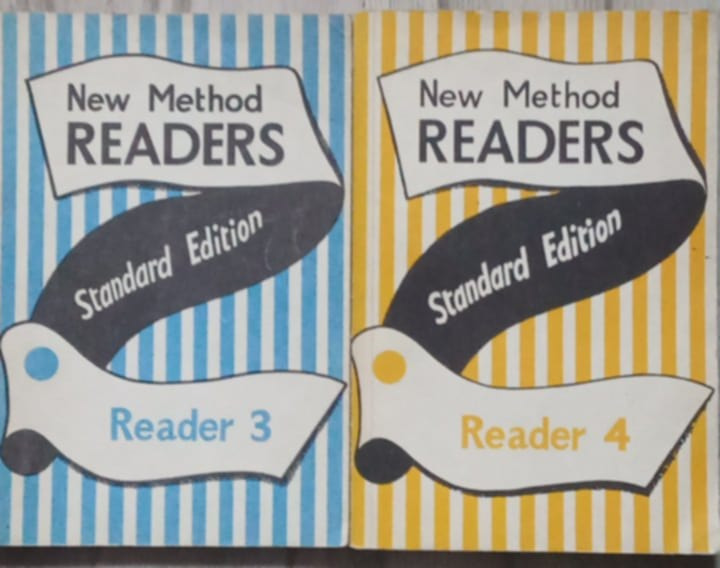 New Method
READERS
Standard Edition
Reader 3
New Method
READERS
Standard Edition
Reader 4